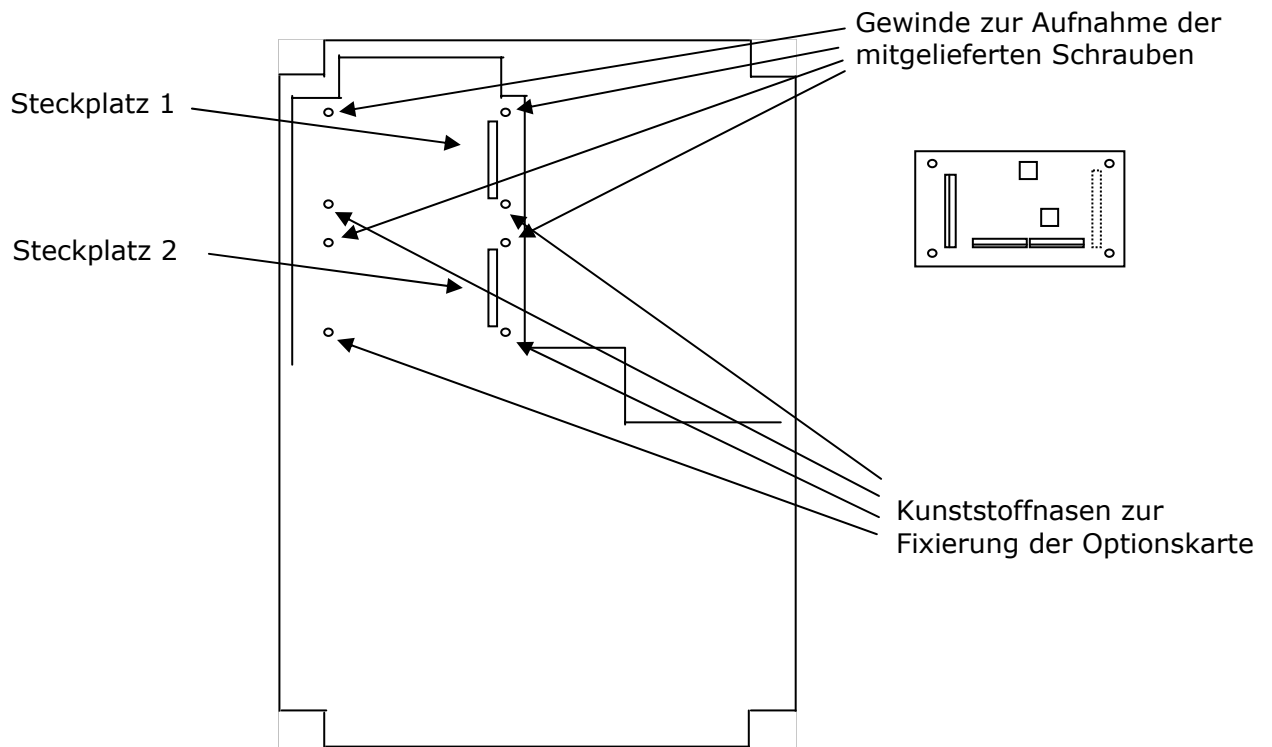 Gewinde zur Aufnahme der
mitgelieferten Schrauben
Steckplatz 1
Steckplatz 2
Kunststoffnasen zur
Fixierung der Optionskarte